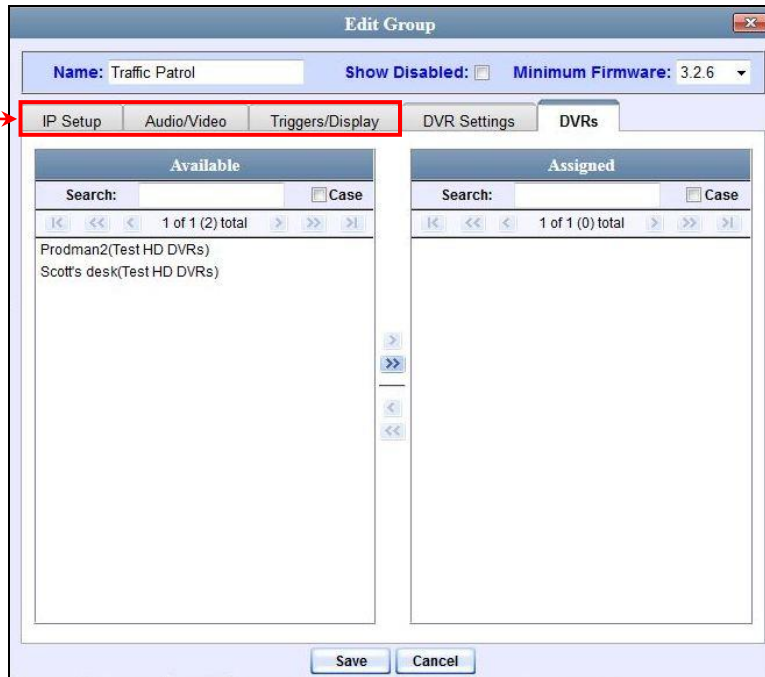 Edit Group
Name: Traffic Patrol Show Disabled: Minimum Firmware: 3.2.6
IP Setup Audio/Video Triggers/Display DVR Settings DVRs
Available
Search: Case
|< << < 1 of 1 (2) total > >> >|
Prodman2(Test HD DVRs)
Scott's desk(Test HD DVRs)
>
>>
<
<<
Assigned
Search: Case
|< << < 1 of 1 (0) total > >> >|
Save Cancel